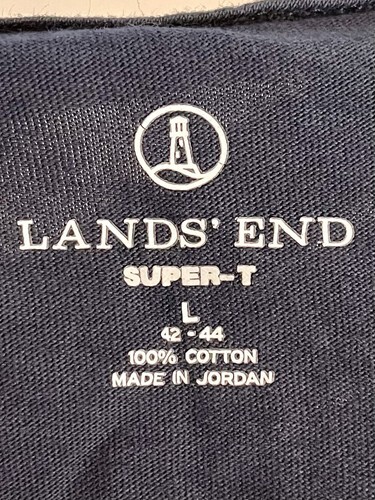 LANDS' END
SUPER-T
L
42 - 44
100% COTTON
MADE IN JORDAN